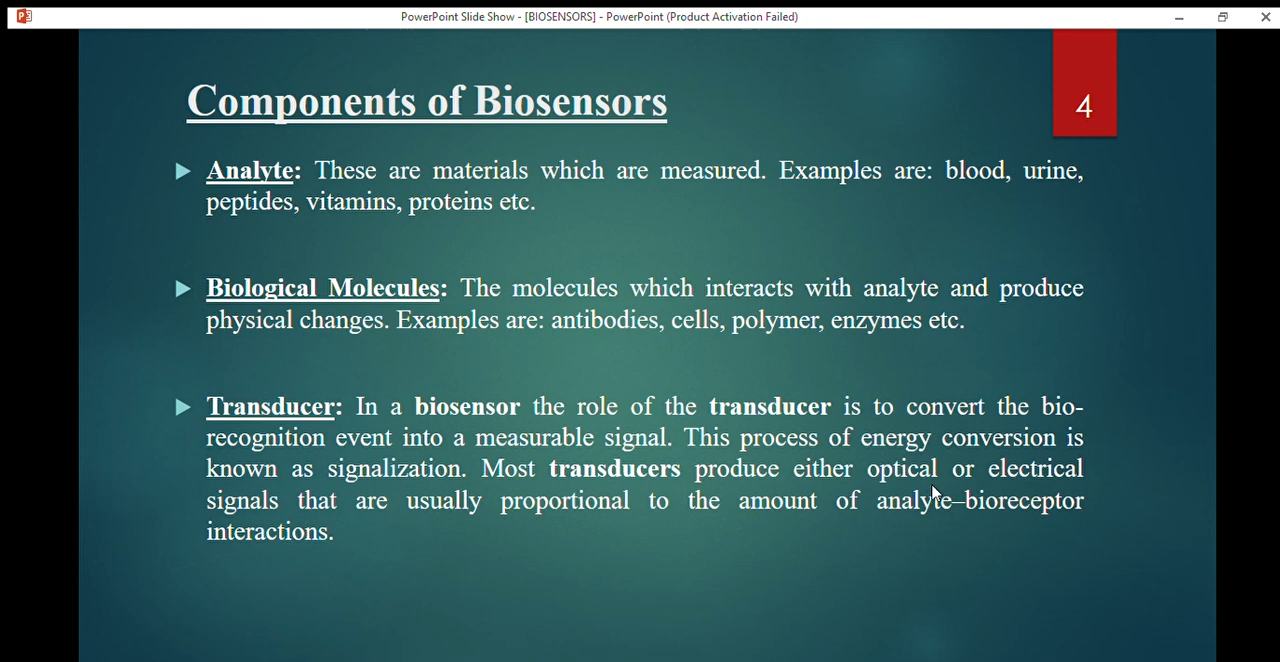 PowerPoint Slide Show - [BIOSENSORS] - PowerPoint (Product Activation Failed)
Components of Biosensors
4
Analyte: These are materials which are measured. Examples are: blood, urine,
peptides, vitamins, proteins etc.
Biological Molecules: The molecules which interacts with analyte and produce
physical changes. Examples are: antibodies, cells, polymer, enzymes etc.
Transducer: In a biosensor the role of the transducer is to convert the bio-
recognition event into a measurable signal. This process of energy conversion is
known as signalization. Most transducers produce either optical or electrical
signals that are usually proportional to the amount of analyte–bioreceptor
interactions.